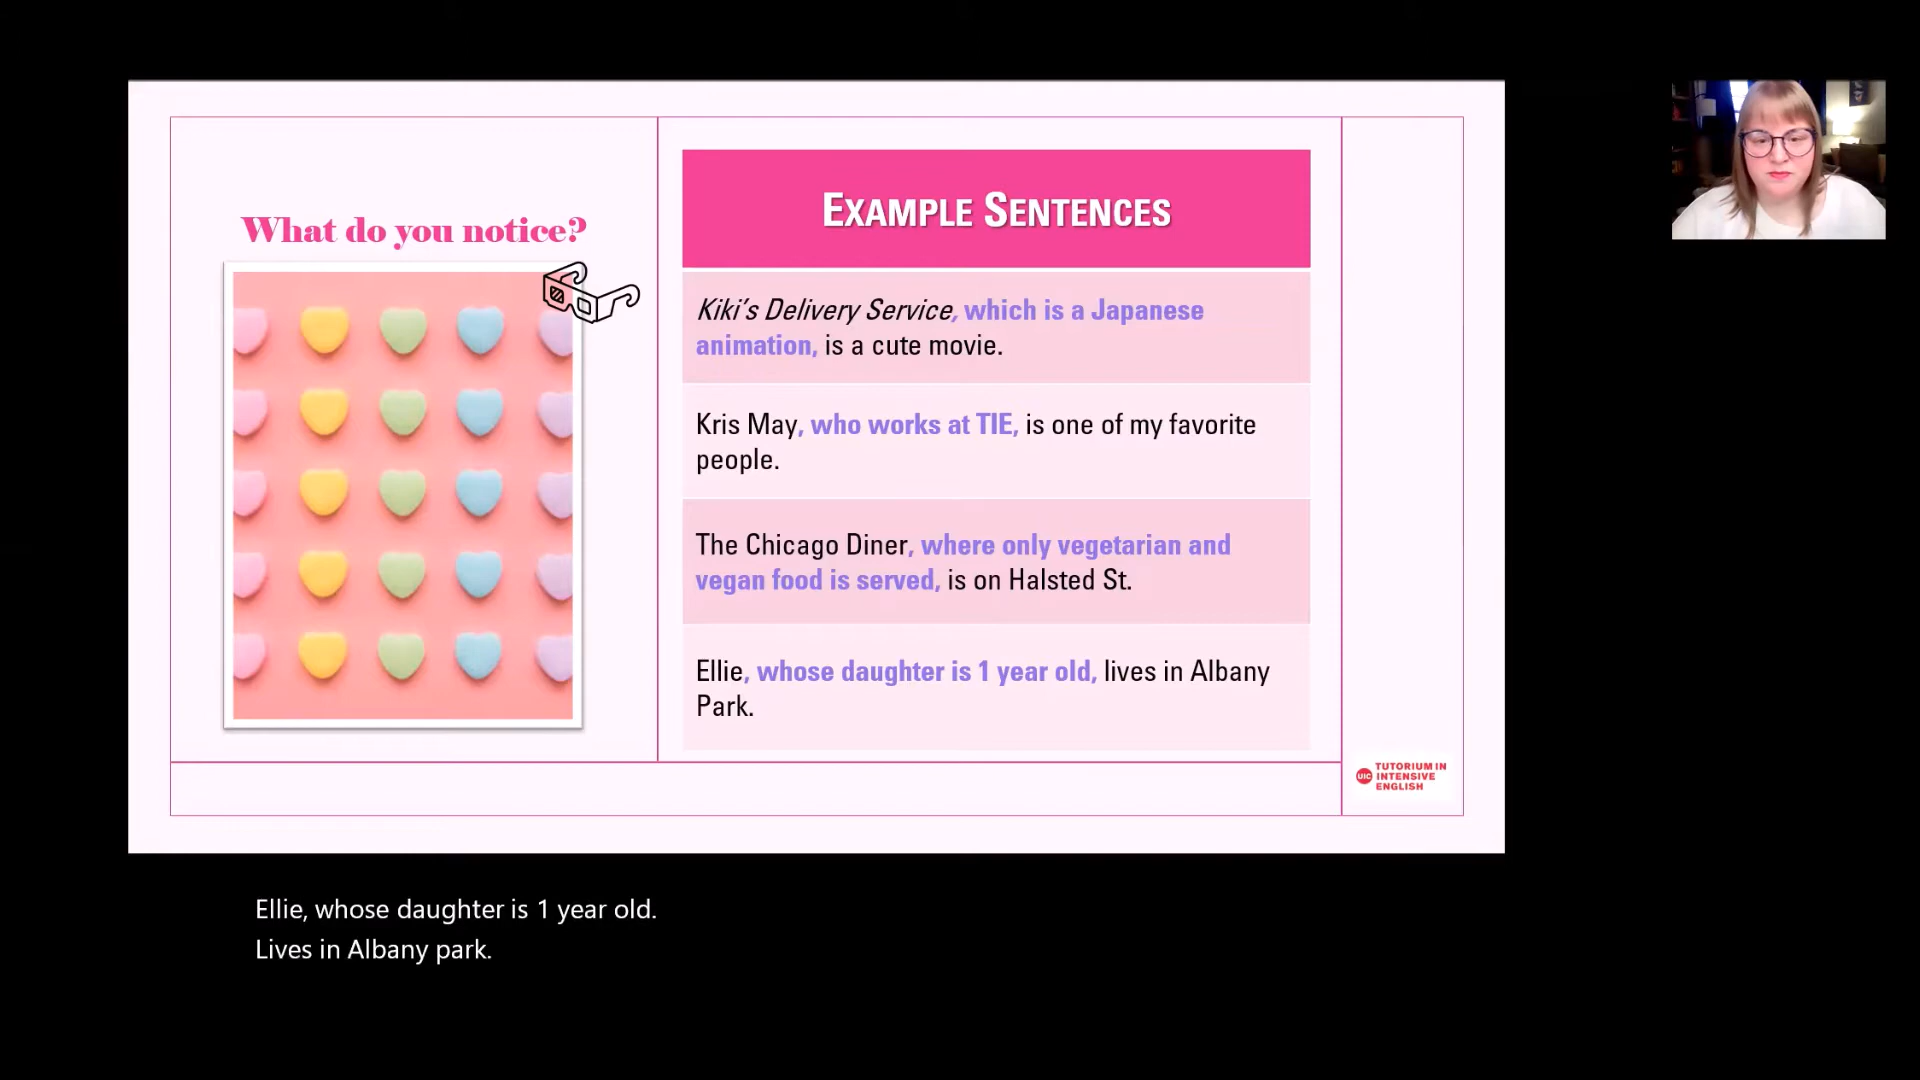 What do you notice?
EXAMPLE SENTENCES
Kiki's Delivery Service, which is a Japanese
animation, is a cute movie.
Kris May, who works at TIE, is one of my favorite
people.
The Chicago Diner, where only vegetarian and
vegan food is served, is on Halsted St.
Ellie, whose daughter is 1 year old, lives in Albany
Park.
UIC
TUTORIUM IN
INTENSIVE
ENGLISH
Ellie, whose daughter is 1 year old.
Lives in Albany park.